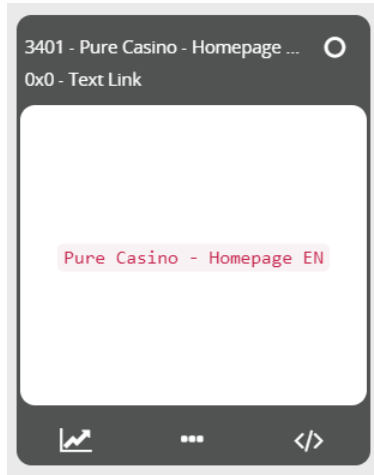 3401 - Pure Casino - Homepage ...
0x0 - Text Link
Pure Casino - Homepage EN